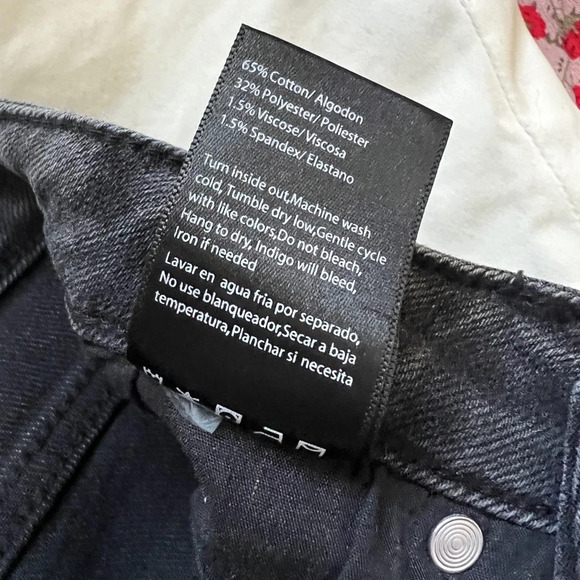 65% Cotton/ Algodon
32% Polyester/ Poliester
1.5% Viscose/ Viscosa
1.5% Spandex/ Elastano
Turn inside out,Machine wash
cold, Tumble dry low,Gentle cycle
with like colors,Do not bleach,
Hang to dry, Indigo will bleed,
Iron if needed
Lavar en agua fria por separado,
No use blanqueador,Secar a baja
temperatura,Planchar si necesita